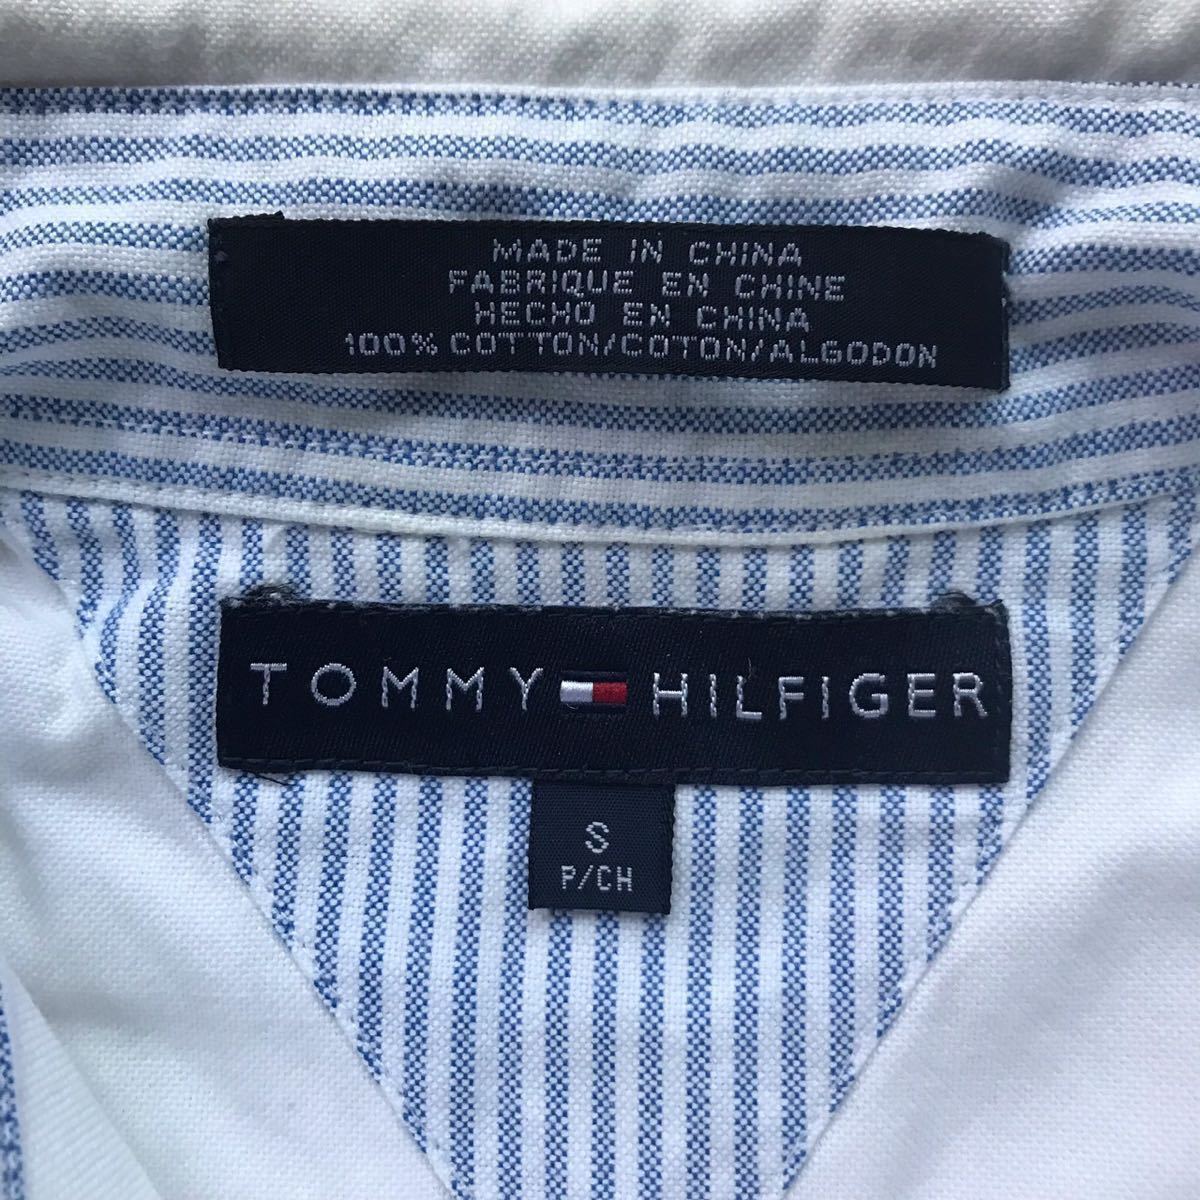 MADE IN CHINA
FABRIQUE EN CHINE
HECHO EN CHINA
100% COTTON/COTON/ALGODON
TOMMY HILFIGER
S
P/CH